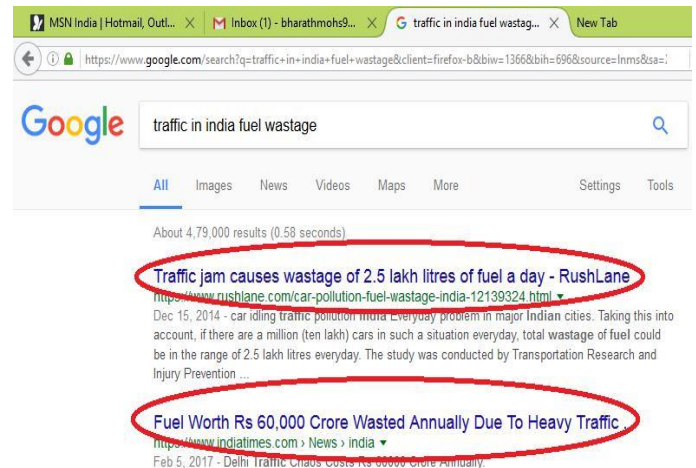 MSN India | Hotmail, Outl... Inbox (1) - bharathmohs9... traffic in india fuel wastag... New Tab
https://www.google.com/search?q=traffic+in+india+fuel+wastage&client=firefox-b&biw=1366&bih=696&source=lnms&sa=
Google traffic in india fuel wastage
All Images News Videos Maps More Settings Tools
About 4,79,000 results (0.58 seconds)
Traffic jam causes wastage of 2.5 lakh litres of fuel a day - RushLane
https://www.rushlane.com/car-pollution-fuel-wastage-india-12139324.html
Dec 15, 2014 - car idling traffic pollution India Everyday problem in major Indian cities. Taking this into
account, if there are a million (ten lakh) cars in such a situation everyday, total wastage of fuel could
be in the range of 2.5 lakh litres everyday. The study was conducted by Transportation Research and
Injury Prevention ...
Fuel Worth Rs 60,000 Crore Wasted Annually Due To Heavy Traffic .
https://www.indiatimes.com › News › india
Feb 5, 2017 - Delhi Traffic Chaos Costs Rs 60000 Crore Annually.